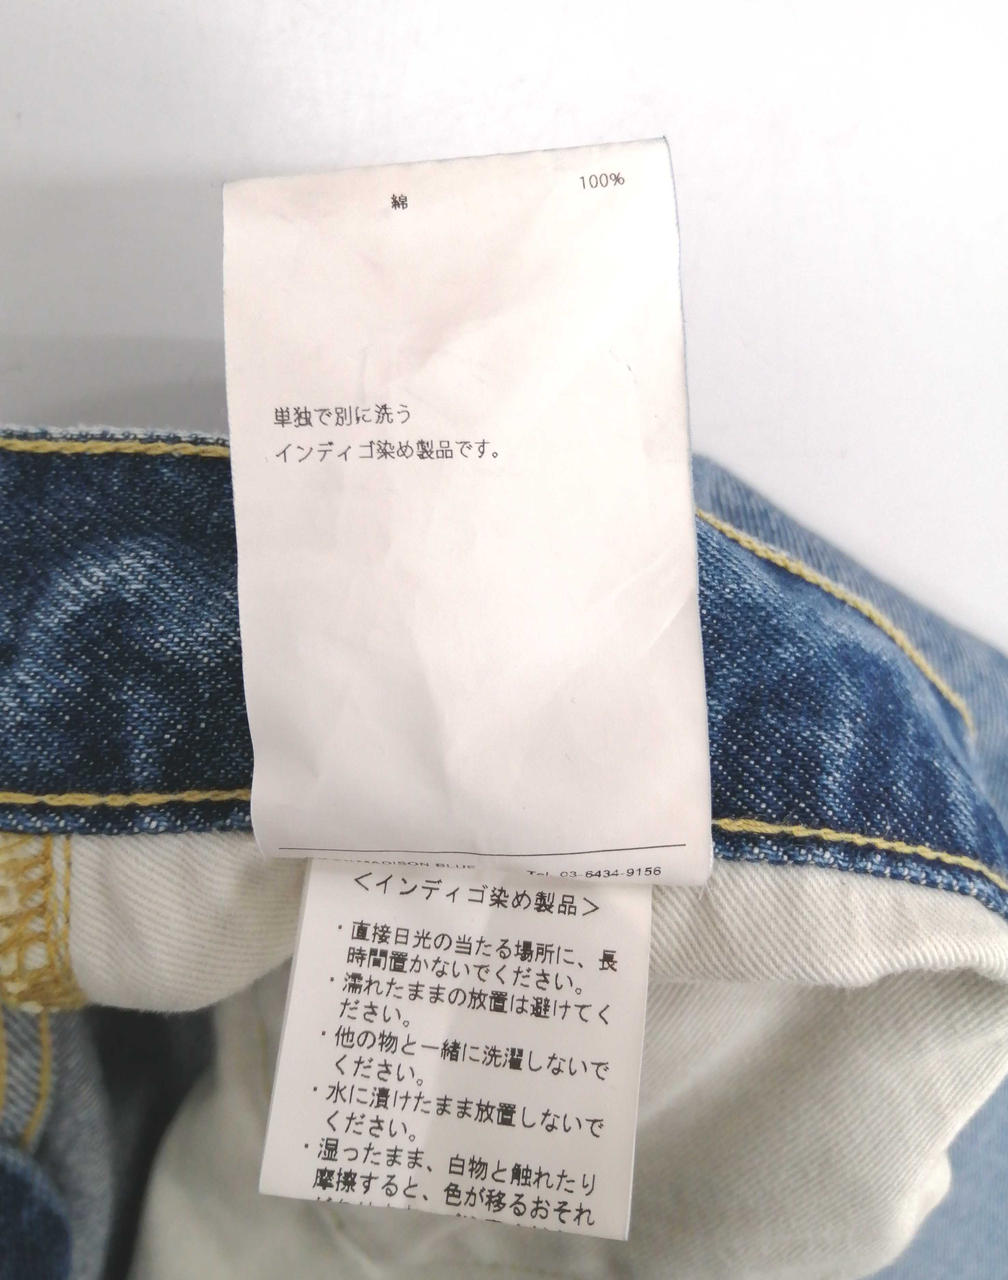 綿 100%
単独で別に洗う
インディゴ染め製品です。
MADISON BLUE Tel 03-6434-9156
<インディゴ染め製品>
・直接日光の当たる場所に、長
時間置かないでください。
・濡れたままの放置は避けてく
ださい。
・他の物と一緒に洗濯しないで
ください。
・水に漬けたまま放置しないで
ください。
・湿ったまま、白物と触れたり
摩擦すると、色が移るおそれ